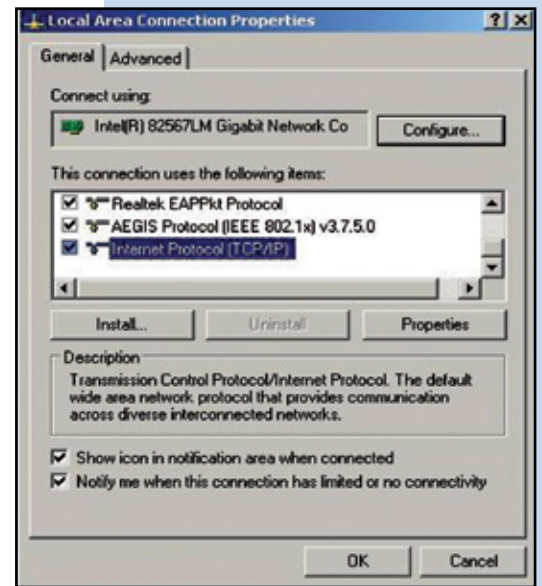 Local Area Connection Properties
General Advanced
Connect using:
Intel(R) 82567LM Gigabit Network Co Configure...
This connection uses the following items:
Realtek EAPPkt Protocol
AEGIS Protocol (IEEE 802.1x) v3.7.5.0
Internet Protocol (TCP/IP)
Install... Uninstall Properties
Description
Transmission Control Protocol/Internet Protocol. The default
wide area network protocol that provides communication
across diverse interconnected networks.
Show icon in notification area when connected
Notify me when this connection has limited or no connectivity
OK Cancel